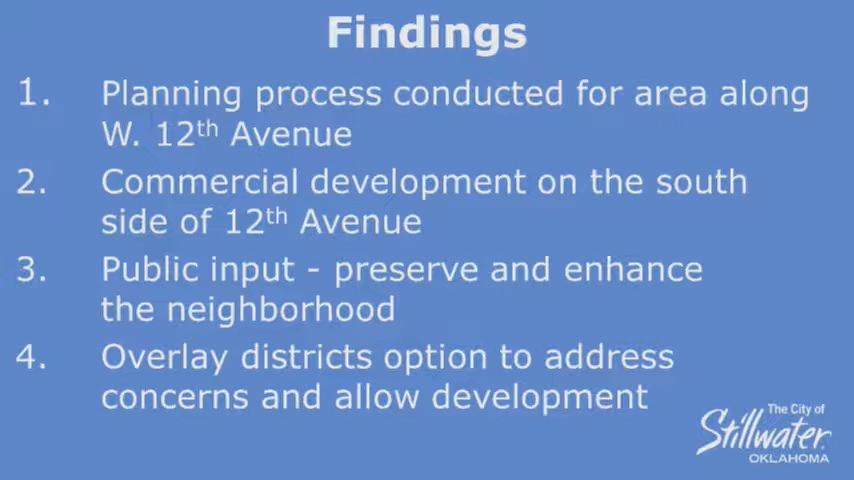 Findings
1. Planning process conducted for area along
W. 12th Avenue
2. Commercial development on the south
side of 12th Avenue
3. Public input - preserve and enhance
the neighborhood
4. Overlay districts option to address
concerns and allow development
The City of
Stillwater
OKLAHOMA